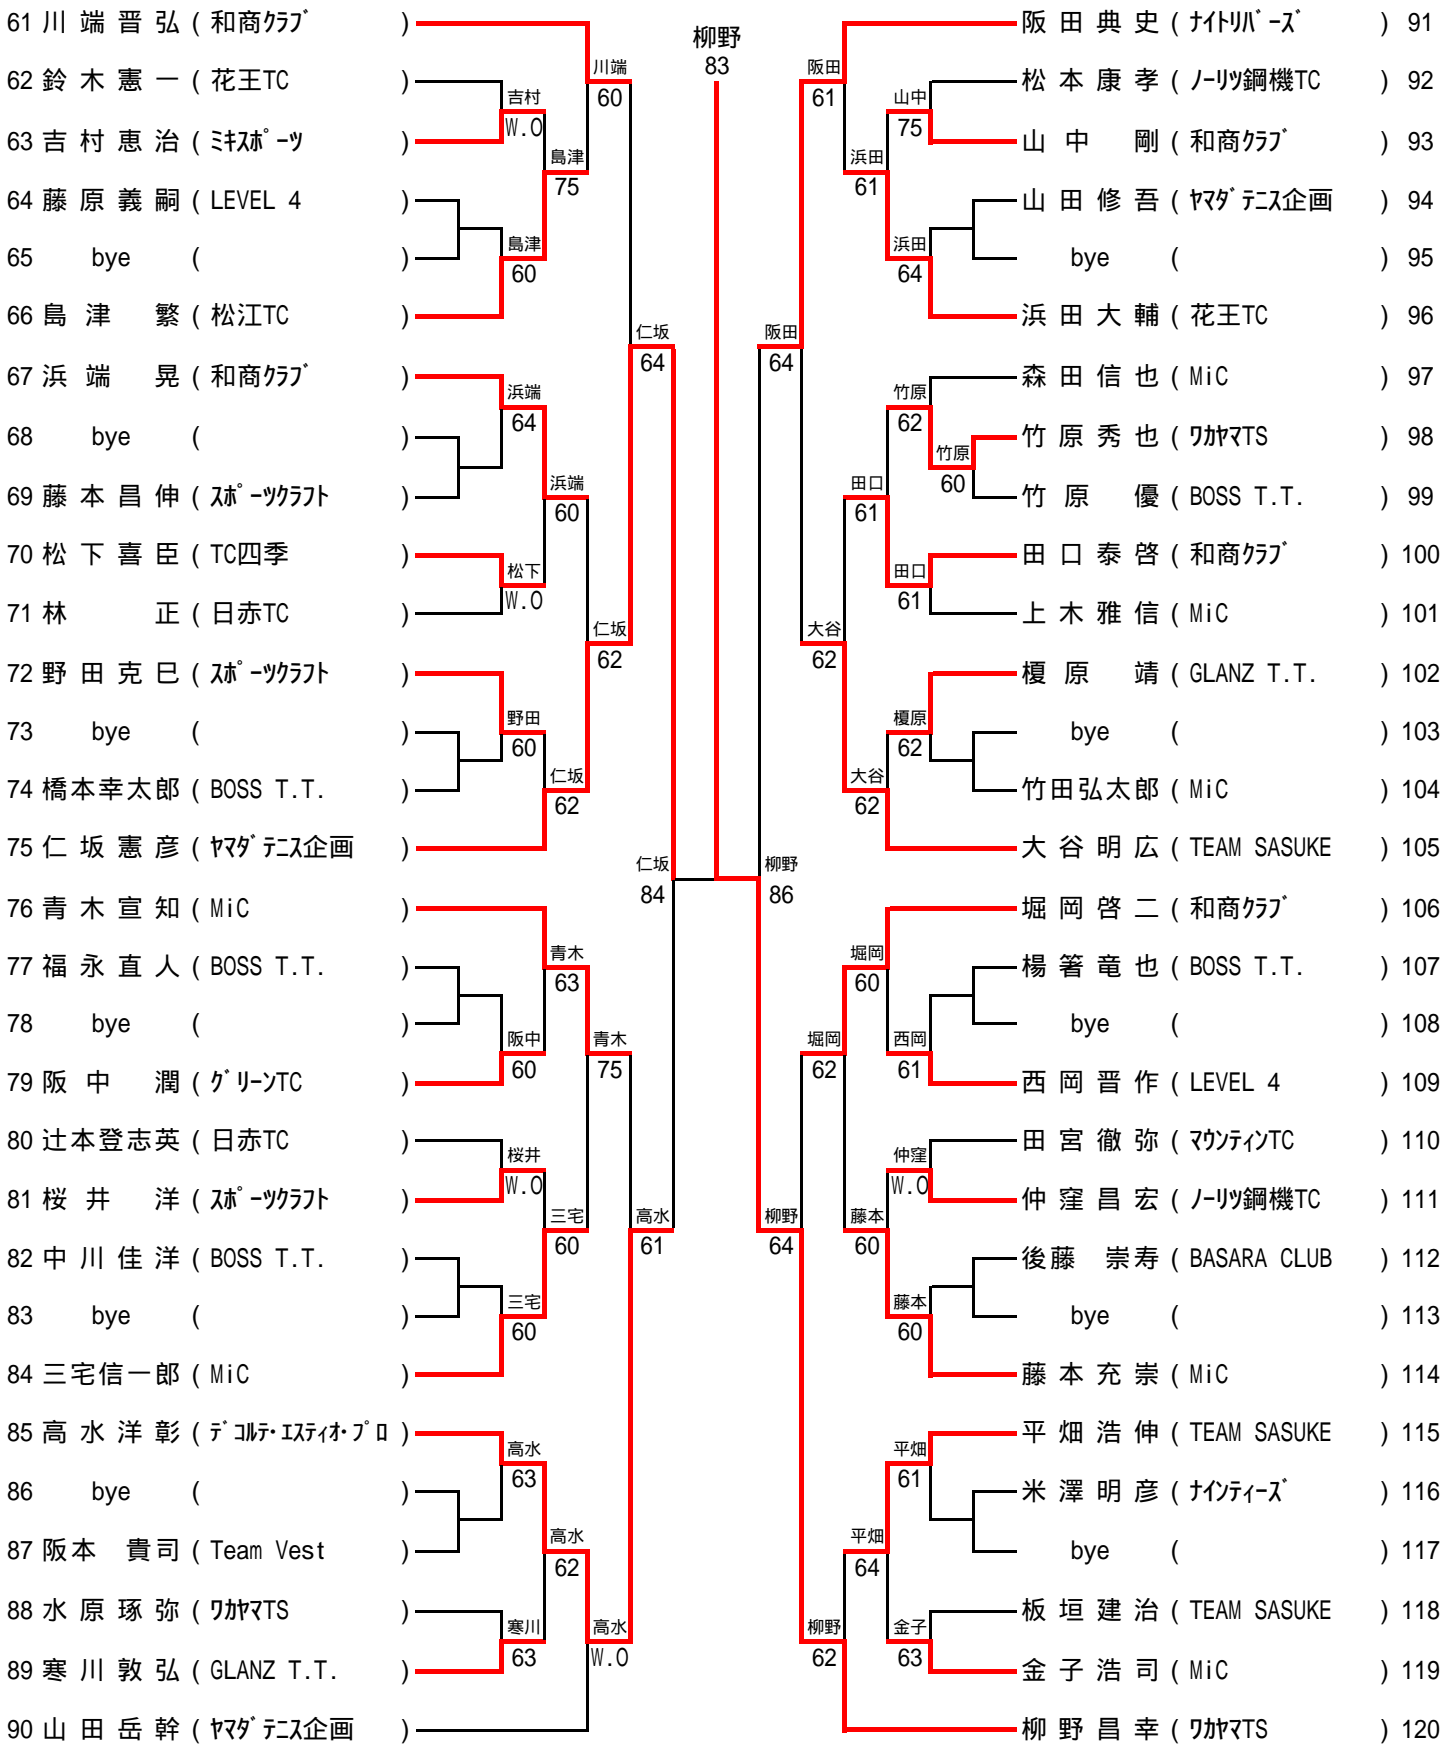 61 川端晋弘 ( 和商クラブ )
62 鈴木憲一 ( 花王TC )
63 吉村恵治 ( ミキスポーツ )
64 藤原義嗣 ( LEVEL 4 )
65 bye ( )
66 島津 繁 ( 松江TC )
67 浜端 晃 ( 和商クラブ )
68 bye ( )
69 藤本昌伸 ( スポーツクラフト )
70 松下喜臣 ( TC四季 )
71 林 正 ( 日赤TC )
72 野田克巳 ( スポーツクラフト )
73 bye ( )
74 橋本幸太郎 ( BOSS T.T. )
75 仁坂憲彦 ( ヤマダテニス企画 )
76 青木宣知 ( MiC )
77 福永直人 ( BOSS T.T. )
78 bye ( )
79 阪中 潤 ( グリーンTC )
80 辻本登志英 ( 日赤TC )
81 桜井 洋 ( スポーツクラフト )
82 中川佳洋 ( BOSS T.T. )
83 bye ( )
84 三宅信一郎 ( MiC )
85 高水洋彰 ( デコルテ・エスティオ・プロ )
86 bye ( )
87 阪本 貴司 ( Team Vest )
88 水原琢弥 ( ワカヤマTS )
89 寒川敦弘 ( GLANZ T.T. )
90 山田岳幹 ( ヤマダテニス企画 )
吉村
W.O
島津
60
浜端
64
松下
W.O
野田
60
阪中
60
桜井
W.O
三宅
60
高水
63
寒川
63
島津
75
浜端
60
仁坂
62
青木
63
三宅
60
高水
62
川端
60
仁坂
62
青木
75
高水
W.O
仁坂
64
高水
61
仁坂
84
柳野
83
柳野
86
阪田
64
柳野
64
阪田
61
大谷
62
堀岡
62
柳野
62
浜田
61
田口
61
大谷
62
堀岡
60
藤本
60
平畑
64
山中
75
浜田
64
竹原
62
竹原
60
田口
61
榎原
62
西岡
61
仲窪
W.O
藤本
60
平畑
61
金子
63
阪田典史 ( ナイトリバーズ ) 91
松本康孝 ( ノーリツ鋼機TC ) 92
山中 剛 ( 和商クラブ ) 93
山田修吾 ( ヤマダテニス企画 ) 94
bye ( ) 95
浜田大輔 ( 花王TC ) 96
森田信也 ( MiC ) 97
竹原秀也 ( ワカヤマTS ) 98
竹原 優 ( BOSS T.T. ) 99
田口泰啓 ( 和商クラブ ) 100
上木雅信 ( MiC ) 101
榎原 靖 ( GLANZ T.T. ) 102
bye ( ) 103
竹田弘太郎 ( MiC ) 104
大谷明広 ( TEAM SASUKE ) 105
堀岡啓二 ( 和商クラブ ) 106
楊箸竜也 ( BOSS T.T. ) 107
bye ( ) 108
西岡晋作 ( LEVEL 4 ) 109
田宮徹弥 ( マウンティンTC ) 110
仲窪昌宏 ( ノーリツ鋼機TC ) 111
後藤 崇寿 ( BASARA CLUB ) 112
bye ( ) 113
藤本充崇 ( MiC ) 114
平畑浩伸 ( TEAM SASUKE ) 115
米澤明彦 ( ナインティーズ ) 116
bye ( ) 117
板垣建治 ( TEAM SASUKE ) 118
金子浩司 ( MiC ) 119
柳野昌幸 ( ワカヤマTS ) 120